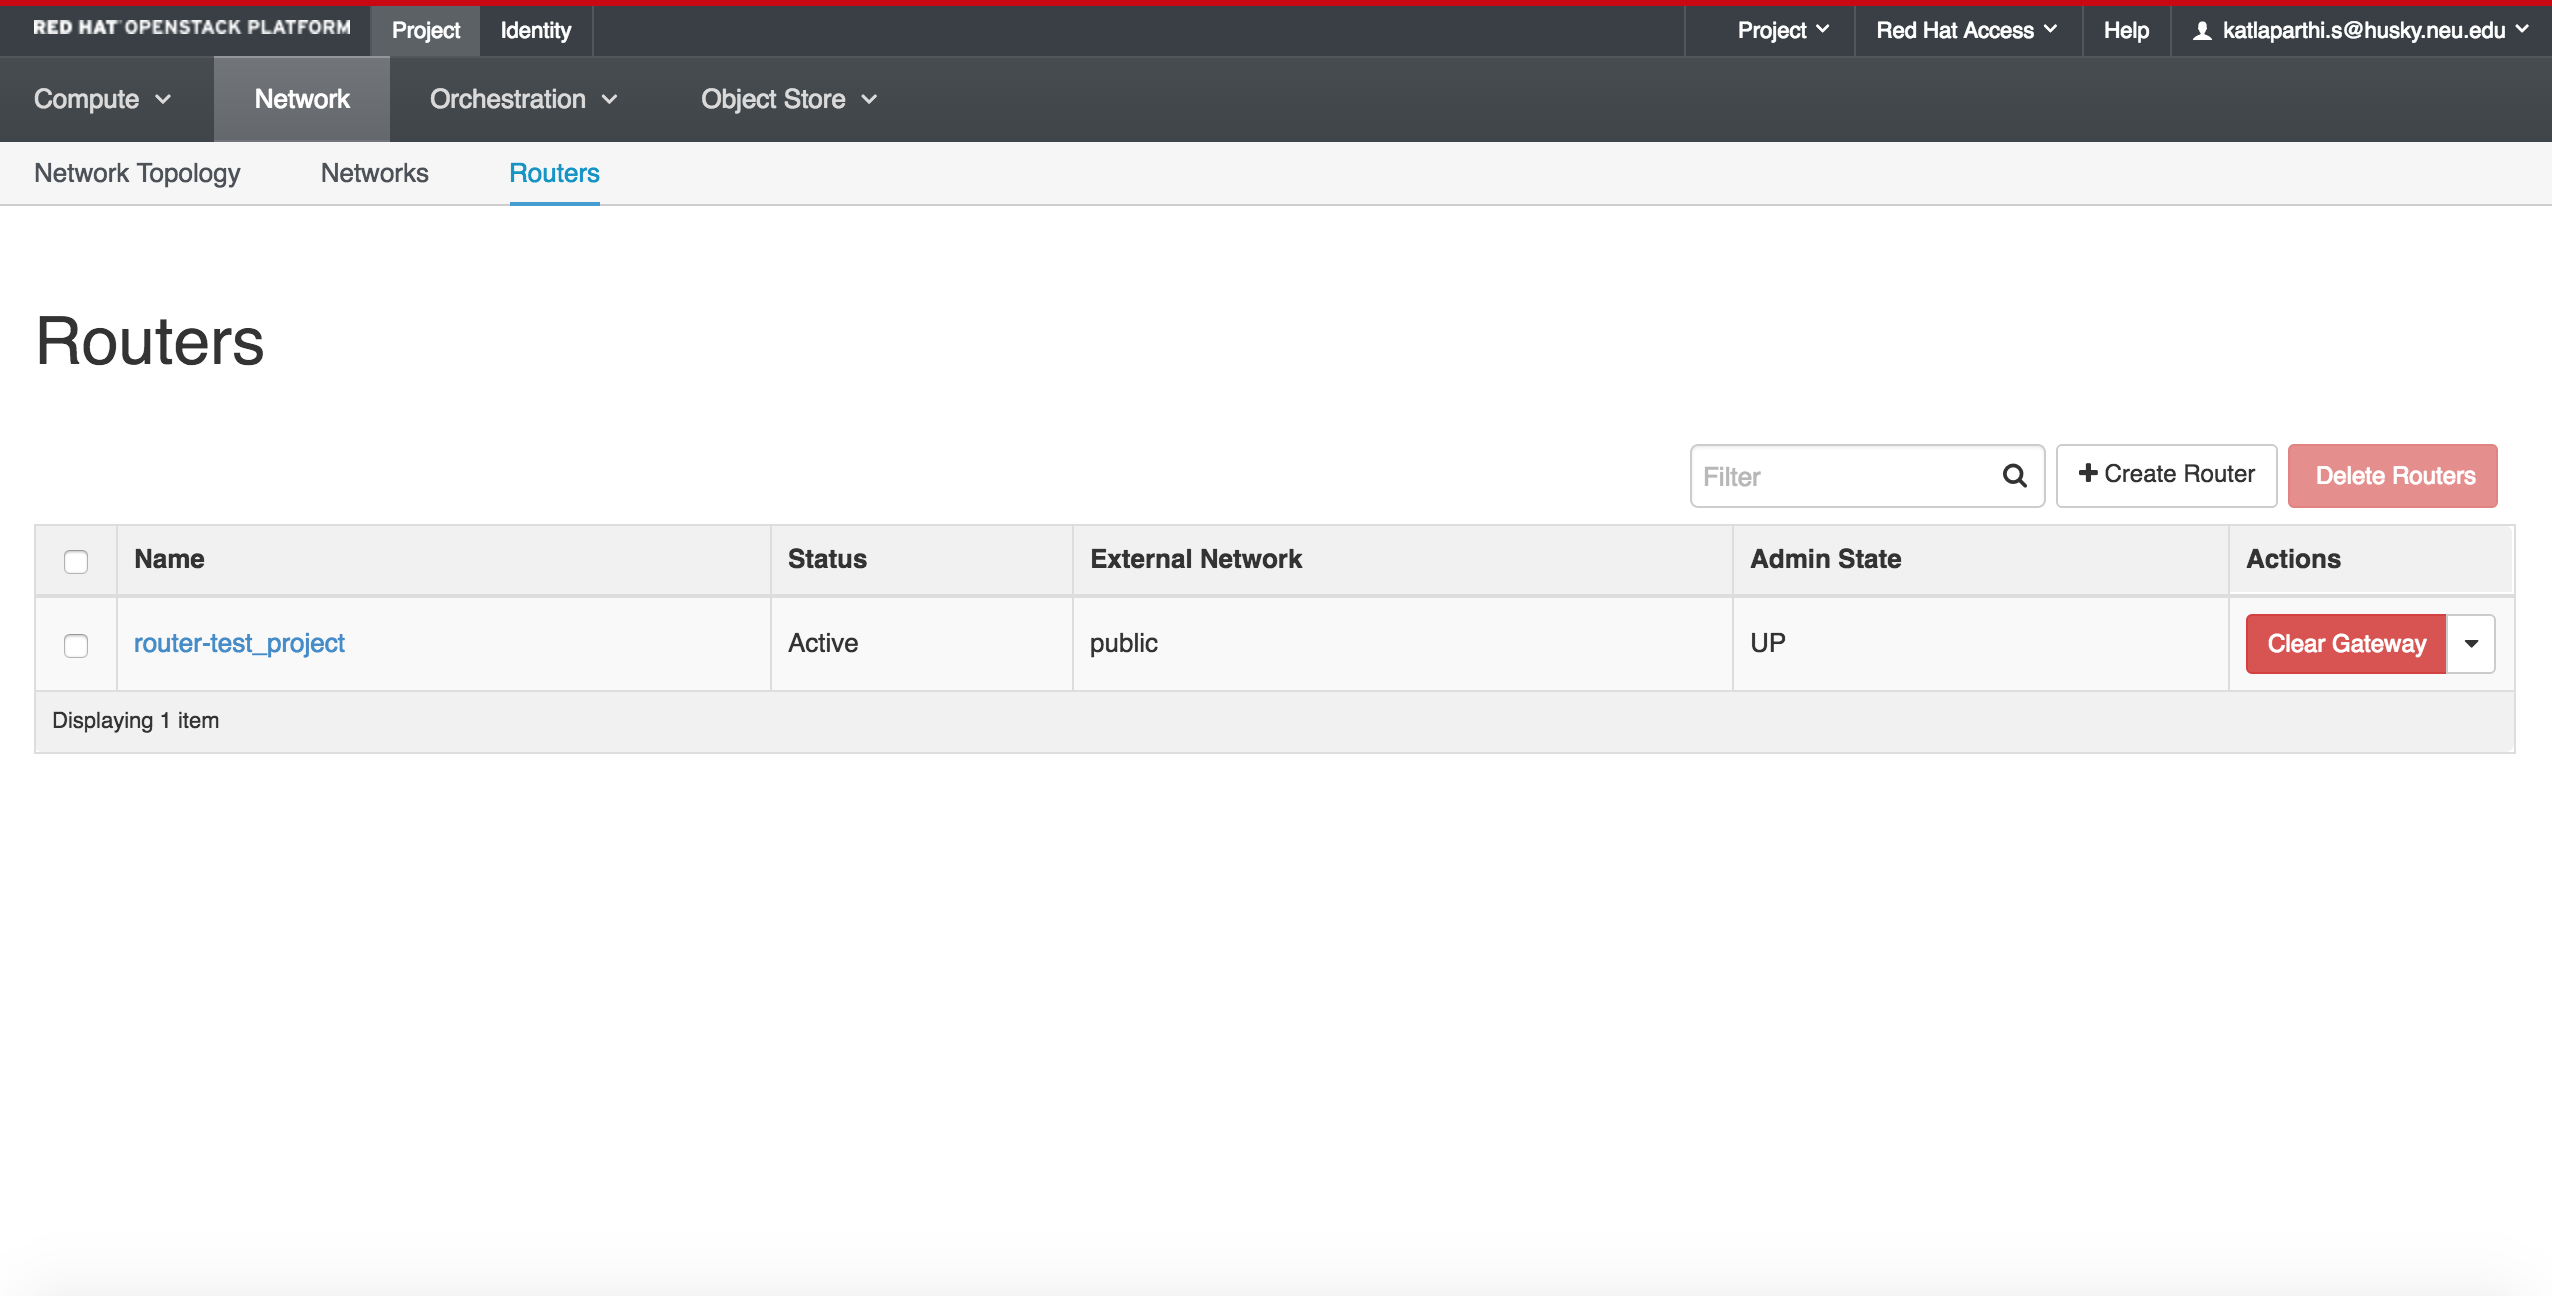 RED HAT OPENSTACK PLATFORM Project Identity Project Red Hat Access Help katlaparthi.s@husky.neu.edu
Compute Network Orchestration Object Store
Network Topology Networks Routers
Routers
Filter + Create Router Delete Routers
Name Status External Network Admin State Actions
router-test_project Active public UP Clear Gateway
Displaying 1 item